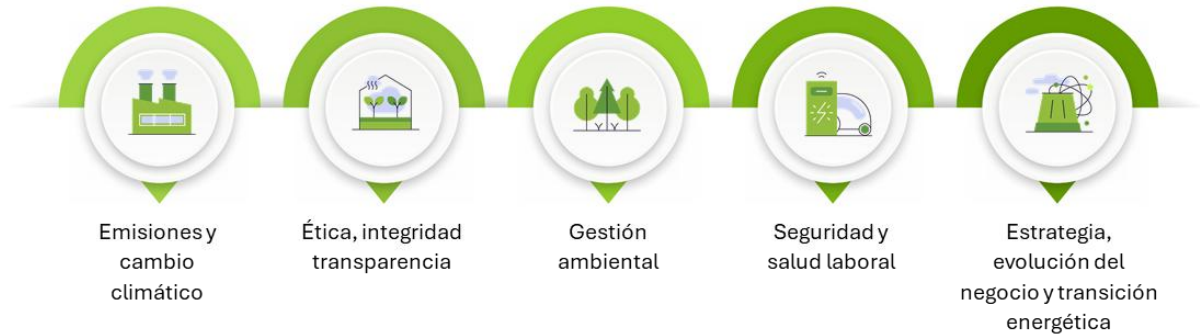 Emisiones y
cambio
climático
Ética, integridad
transparencia
Gestión
ambiental
Seguridad y
salud laboral
Estrategia,
evolución del
negocio y transición
energética